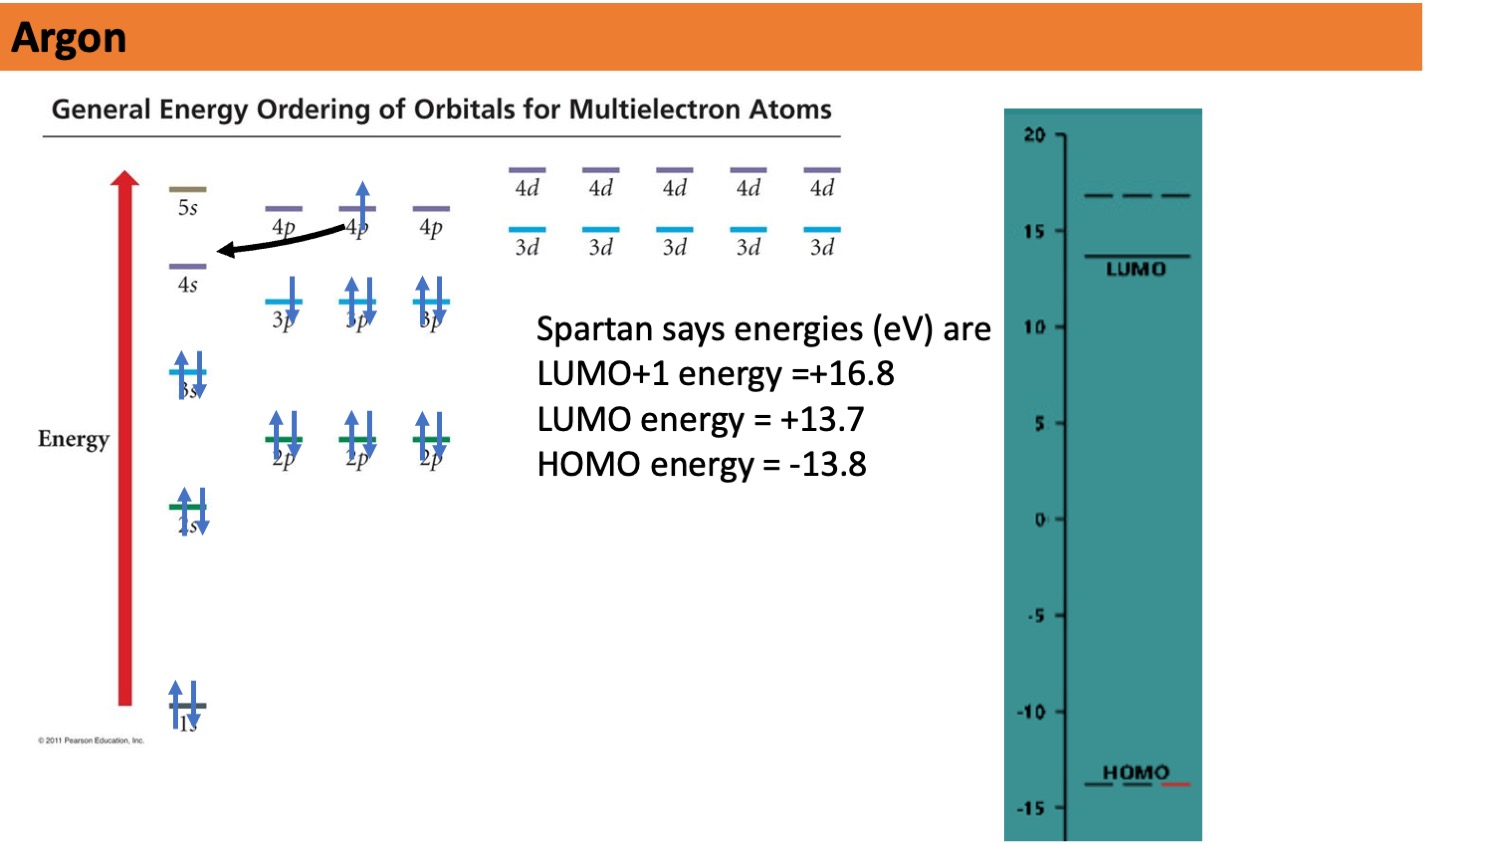 Argon
General Energy Ordering of Orbitals for Multielectron Atoms
5s
4p 4p 4p
4d 4d 4d 4d 4d
3d 3d 3d 3d 3d
4s
3p 3p 3p
3s
Energy
2p 2p 2p
2s
1s
© 2011 Pearson Education, Inc.
Spartan says energies (eV) are
LUMO+1 energy =+16.8
LUMO energy = +13.7
HOMO energy = -13.8
20
15
LUMO
10
5
0
-5
-10
HOMO
-15